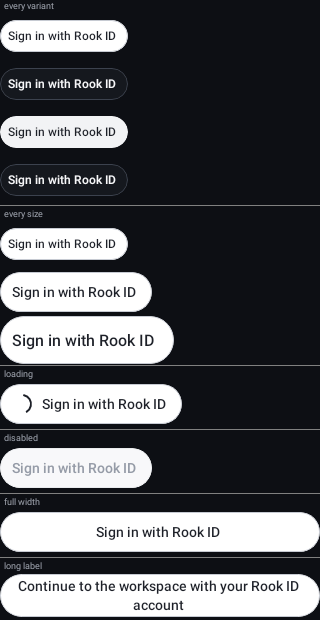 every variant
Sign in with Rook ID
Sign in with Rook ID
Sign in with Rook ID
Sign in with Rook ID
every size
Sign in with Rook ID
Sign in with Rook ID
Sign in with Rook ID
loading
Sign in with Rook ID
disabled
Sign in with Rook ID
full width
Sign in with Rook ID
long label
Continue to the workspace with your Rook ID
account